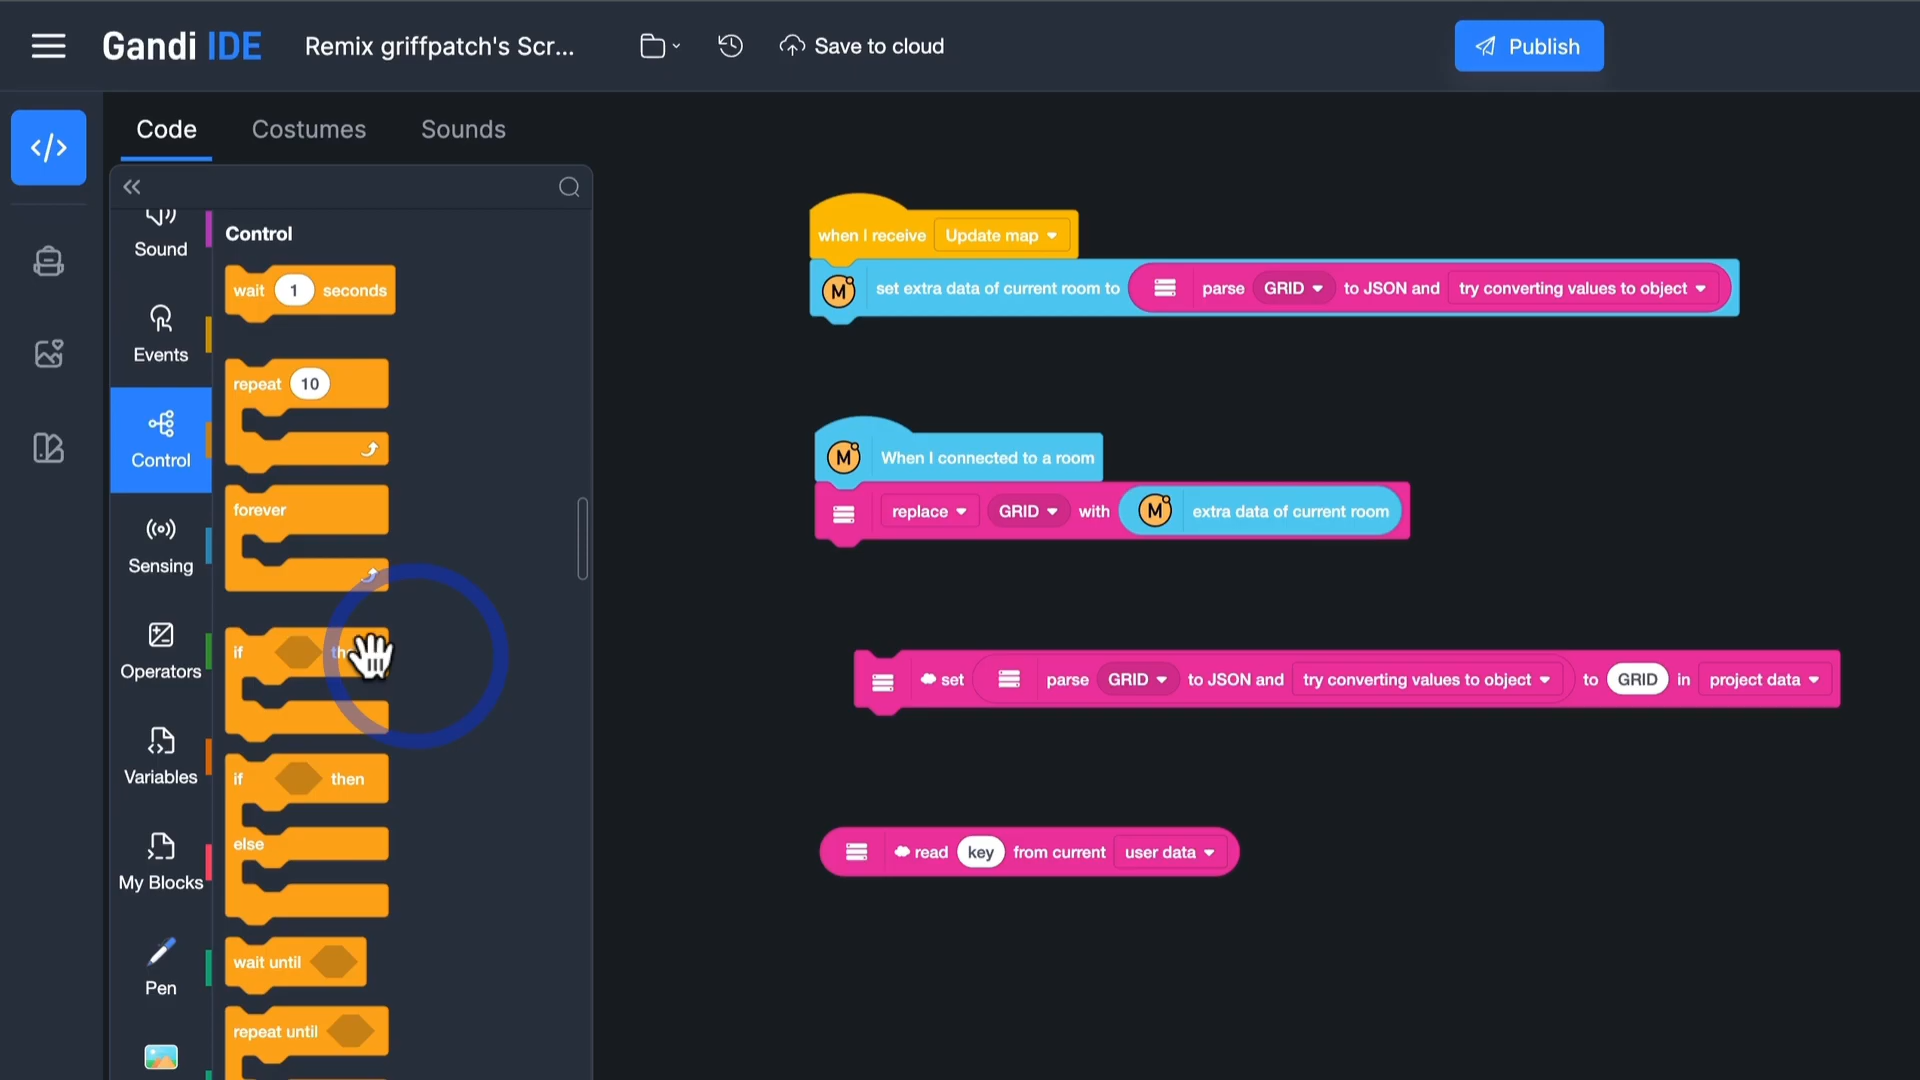 Gandi IDE
Remix griffpatch's Scr...
Save to cloud
Publish
Code
Costumes
Sounds
Sound
Events
Control
Sensing
Operators
Variables
My Blocks
Pen
Control
wait 1 seconds
repeat 10
forever
if
if then
else
wait until
repeat until
when I receive Update map
M set extra data of current room to parse GRID to JSON and try converting values to object
M When I connected to a room
replace GRID with M extra data of current room
set parse GRID to JSON and try converting values to object to GRID in project data
read key from current user data